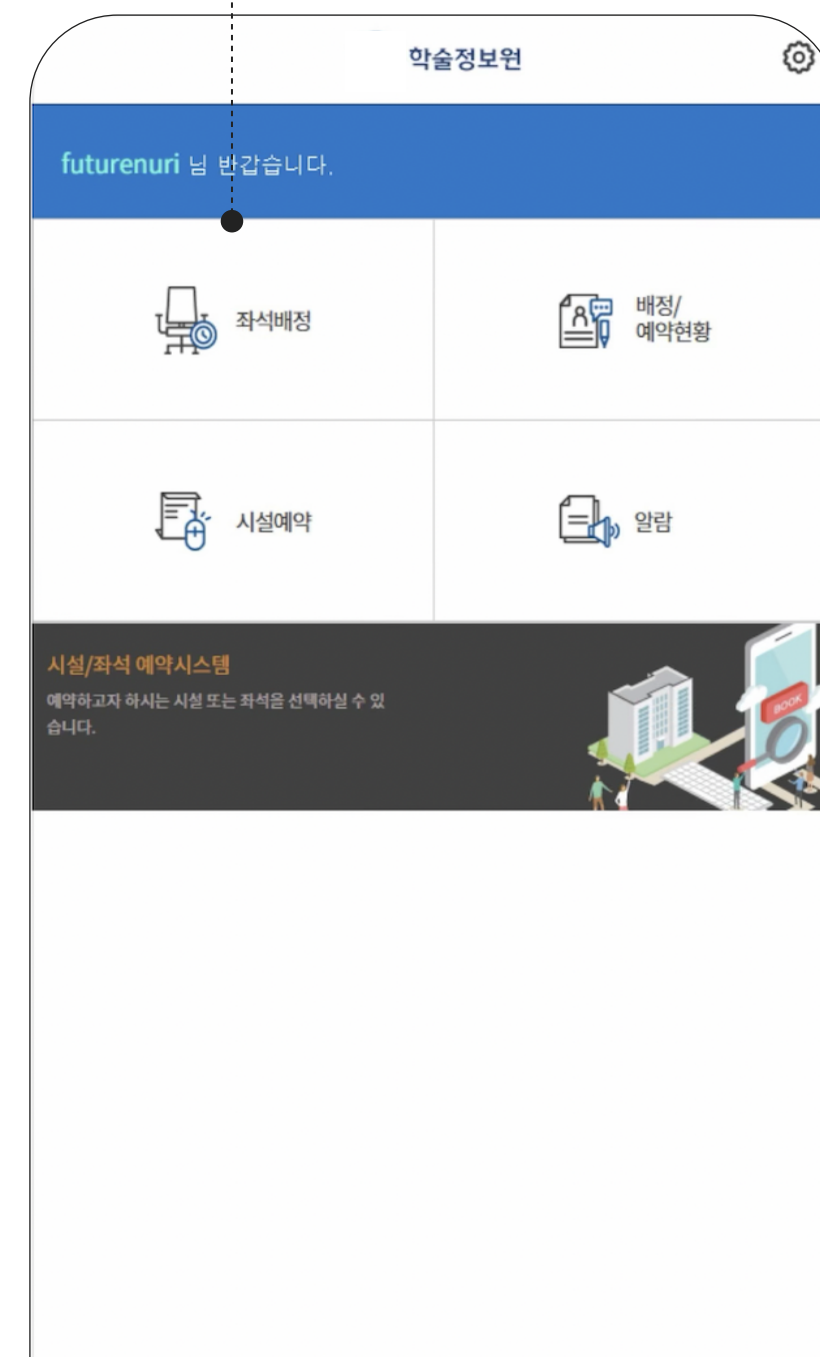 학술정보원
futurenuri 님 반갑습니다.
좌석배정
배정/
예약현황
시설예약
알람
시설/좌석 예약시스템
예약하고자 하시는 시설 또는 좌석을 선택하실 수 있
습니다.
BOOK